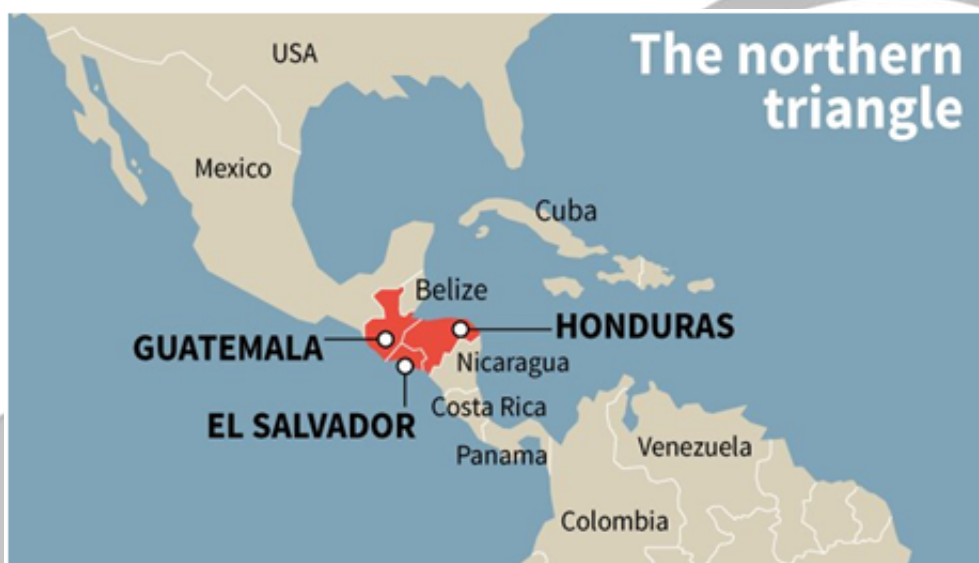 The northern
triangle
USA
Mexico
Cuba
Belize
HONDURAS
GUATEMALA
Nicaragua
Costa Rica
EL SALVADOR
Panama
Venezuela
Colombia